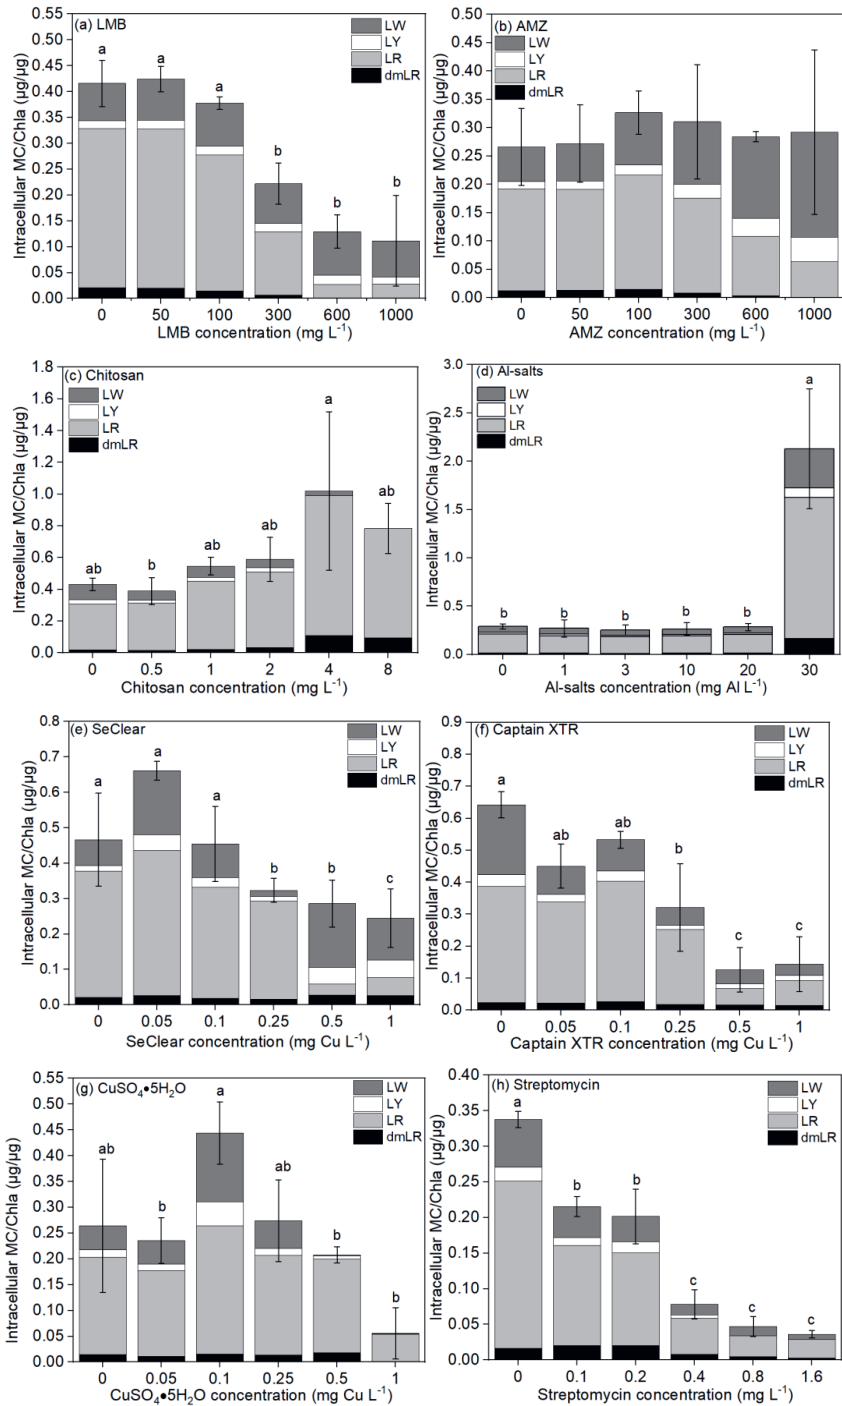 (a) LMB
LW
LY
LR
dmLR
Intracellular MC/Chla (µg/µg)
0.55
0.50
0.45
0.40
0.35
0.30
0.25
0.20
0.15
0.10
0.05
0.00
a
a
a
b
b
b
0 50 100 300 600 1000
LMB concentration (mg L⁻¹)
(b) AMZ
LW
LY
LR
dmLR
Intracellular MC/Chla (µg/µg)
0.50
0.45
0.40
0.35
0.30
0.25
0.20
0.15
0.10
0.05
0.00
0 50 100 300 600 1000
AMZ concentration (mg L⁻¹)
(c) Chitosan
LW
LY
LR
dmLR
Intracellular MC/Chla (µg/µg)
1.8
1.6
1.4
1.2
1.0
0.8
0.6
0.4
0.2
0.0
ab
b
ab
ab
a
ab
0 0.5 1 2 4 8
Chitosan concentration (mg L⁻¹)
(d) Al-salts
LW
LY
LR
dmLR
Intracellular MC/Chla (µg/µg)
3.0
2.5
2.0
1.5
1.0
0.5
0.0
b
b
b
b
b
a
0 1 3 10 20 30
Al-salts concentration (mg Al L⁻¹)
(e) SeClear
LW
LY
LR
dmLR
Intracellular MC/Chla (µg/µg)
0.8
0.7
0.6
0.5
0.4
0.3
0.2
0.1
0.0
a
a
a
b
b
c
0 0.05 0.1 0.25 0.5 1
SeClear concentration (mg Cu L⁻¹)
(f) Captain XTR
LW
LY
LR
dmLR
Intracellular MC/Chla (µg/µg)
0.9
0.8
0.7
0.6
0.5
0.4
0.3
0.2
0.1
0.0
a
ab
ab
b
c
c
0 0.05 0.1 0.25 0.5 1
Captain XTR concentration (mg Cu L⁻¹)
(g) CuSO₄•5H₂O
LW
LY
LR
dmLR
Intracellular MC/Chla (µg/µg)
0.55
0.50
0.45
0.40
0.35
0.30
0.25
0.20
0.15
0.10
0.05
0.00
ab
b
a
ab
b
b
0 0.05 0.1 0.25 0.5 1
CuSO₄•5H₂O concentration (mg Cu L⁻¹)
(h) Streptomycin
LW
LY
LR
dmLR
Intracellular MC/Chla (µg/µg)
0.40
0.35
0.30
0.25
0.20
0.15
0.10
0.05
0.00
a
b
b
c
c
c
0 0.1 0.2 0.4 0.8 1.6
Streptomycin concentration (mg L⁻¹)